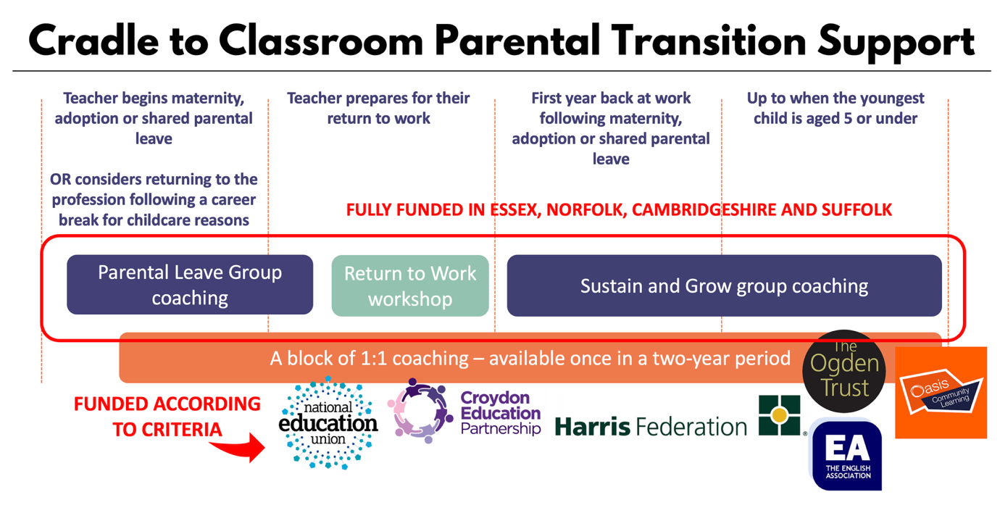 Cradle to Classroom Parental Transition Support
Teacher begins maternity,
adoption or shared parental
leave
OR considers returning to the
profession following a career
break for childcare reasons
Teacher prepares for their
return to work
First year back at work
following maternity,
adoption or shared parental
leave
Up to when the youngest
child is aged 5 or under
FULLY FUNDED IN ESSEX, NORFOLK, CAMBRIDGESHIRE AND SUFFOLK
Parental Leave Group
coaching
Return to Work
workshop
Sustain and Grow group coaching
A block of 1:1 coaching – available once in a two-year period
FUNDED ACCORDING
TO CRITERIA
national
education
union
Croydon
Education
Partnership
Harris Federation
®
The
Ogden
Trust
EA
THE ENGLISH
ASSOCIATION
Oasis
Community
Learning